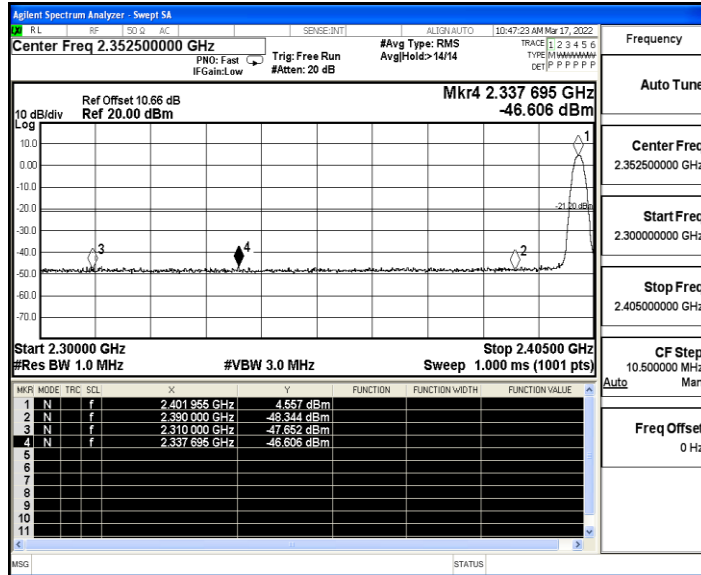 Agilent Spectrum Analyzer - Swept SA
RL RF 50 Ω AC SENSE:INT ALIGNAUTO 10:47:23 AM Mar 17, 2022
Center Freq 2.352500000 GHz #Avg Type: RMS TRACE 1 2 3 4 5 6
PNO: Fast Trig: Free Run Avg|Hold:>14/14 TYPE M
IFGain:Low #Atten: 20 dB DET P P P P P P
Mkr4 2.337 695 GHz
-46.606 dBm
Ref Offset 10.66 dB
10 dB/div Ref 20.00 dBm
Log
10.0
0.00
-10.0
-20.0
-30.0
-40.0
-50.0
-60.0
-70.0
1
-21.20 dBm
2
3
4
Start 2.30000 GHz Stop 2.40500 GHz
#Res BW 1.0 MHz #VBW 3.0 MHz Sweep 1.000 ms (1001 pts)
MKR MODE TRC SCL X Y FUNCTION FUNCTION WIDTH FUNCTION VALUE
1 N f 2.401 955 GHz 4.557 dBm
2 N f 2.390 000 GHz -48.344 dBm
3 N f 2.310 000 GHz -47.652 dBm
4 N f 2.337 695 GHz -46.606 dBm
5
6
7
8
9
10
11
MSG STATUS
Frequency
Auto Tune
Center Freq
2.352500000 GHz
Start Freq
2.300000000 GHz
Stop Freq
2.405000000 GHz
CF Step
10.500000 MHz
Auto Man
Freq Offset
0 Hz